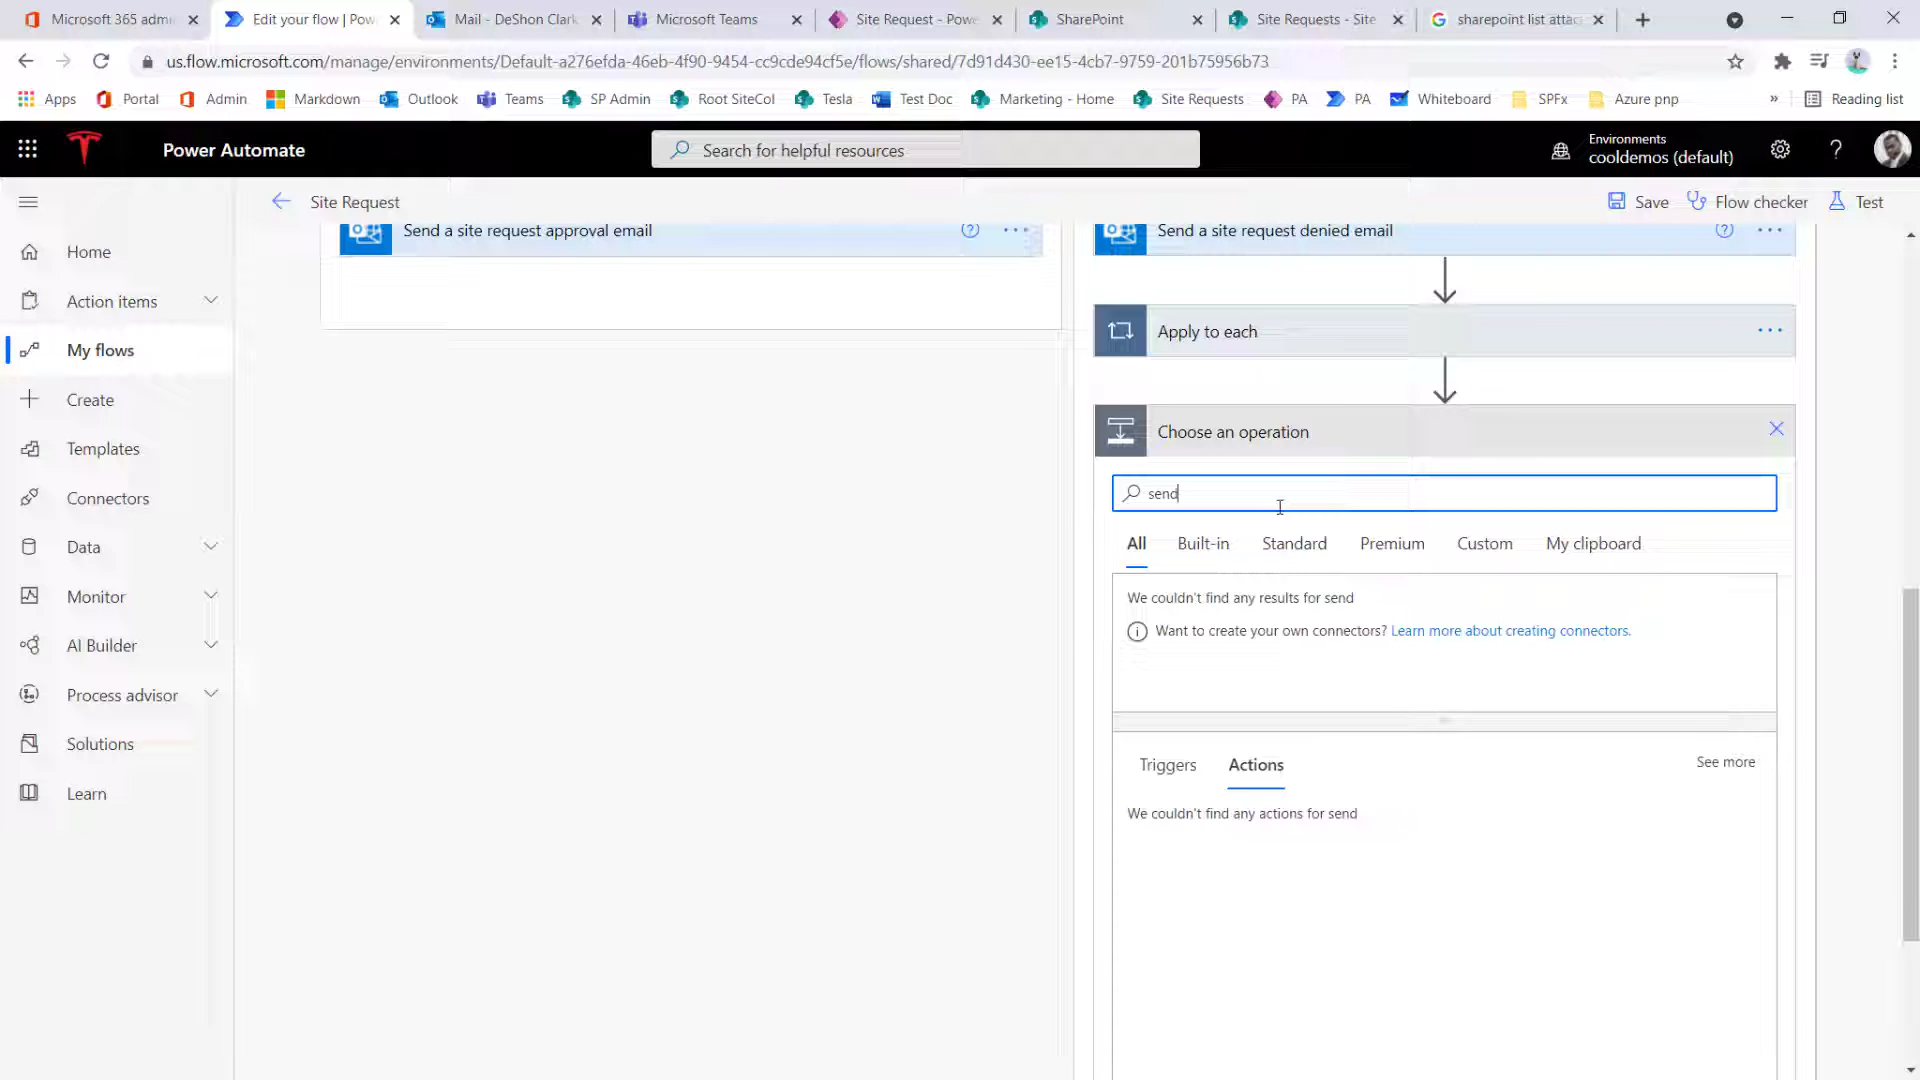 Microsoft 365 admi
Edit your flow | Pow
Mail - DeShon Clark
Microsoft Teams
Site Request - Powe
SharePoint
Site Requests - Site
sharepoint list attac
us.flow.microsoft.com/manage/environments/Default-a276efda-46eb-4f90-9454-cc9cde94cf5e/flows/shared/7d91d430-ee15-4cb7-9759-201b75956b73
Apps
Portal
Admin
Markdown
Outlook
Teams
SP Admin
Root SiteCol
Tesla
Test Doc
Marketing - Home
Site Requests
PA
PA
Whiteboard
SPFx
Azure pnp
»
Reading list
Power Automate
Search for helpful resources
Environments
cooldemos (default)
Site Request
Save
Flow checker
Test
Home
Action items
My flows
Create
Templates
Connectors
Data
Monitor
AI Builder
Process advisor
Solutions
Learn
Send a site request approval email
Send a site request denied email
Apply to each
Choose an operation
send
All
Built-in
Standard
Premium
Custom
My clipboard
We couldn't find any results for send
Want to create your own connectors? Learn more about creating connectors.
Triggers
Actions
See more
We couldn't find any actions for send